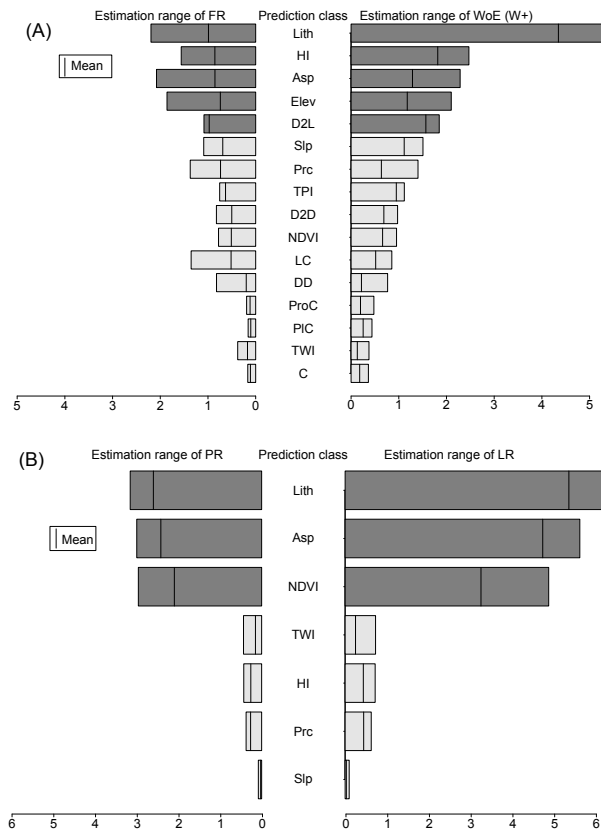 (A)
Estimation range of FR Prediction class Estimation range of WoE (W+)
Mean
Lith
HI
Asp
Elev
D2L
Slp
Prc
TPI
D2D
NDVI
LC
DD
ProC
PlC
TWI
C
5 4 3 2 1 0 0 1 2 3 4 5
(B)
Estimation range of PR Prediction class Estimation range of LR
Mean
Lith
Asp
NDVI
TWI
HI
Prc
Slp
6 5 4 3 2 1 0 0 1 2 3 4 5 6